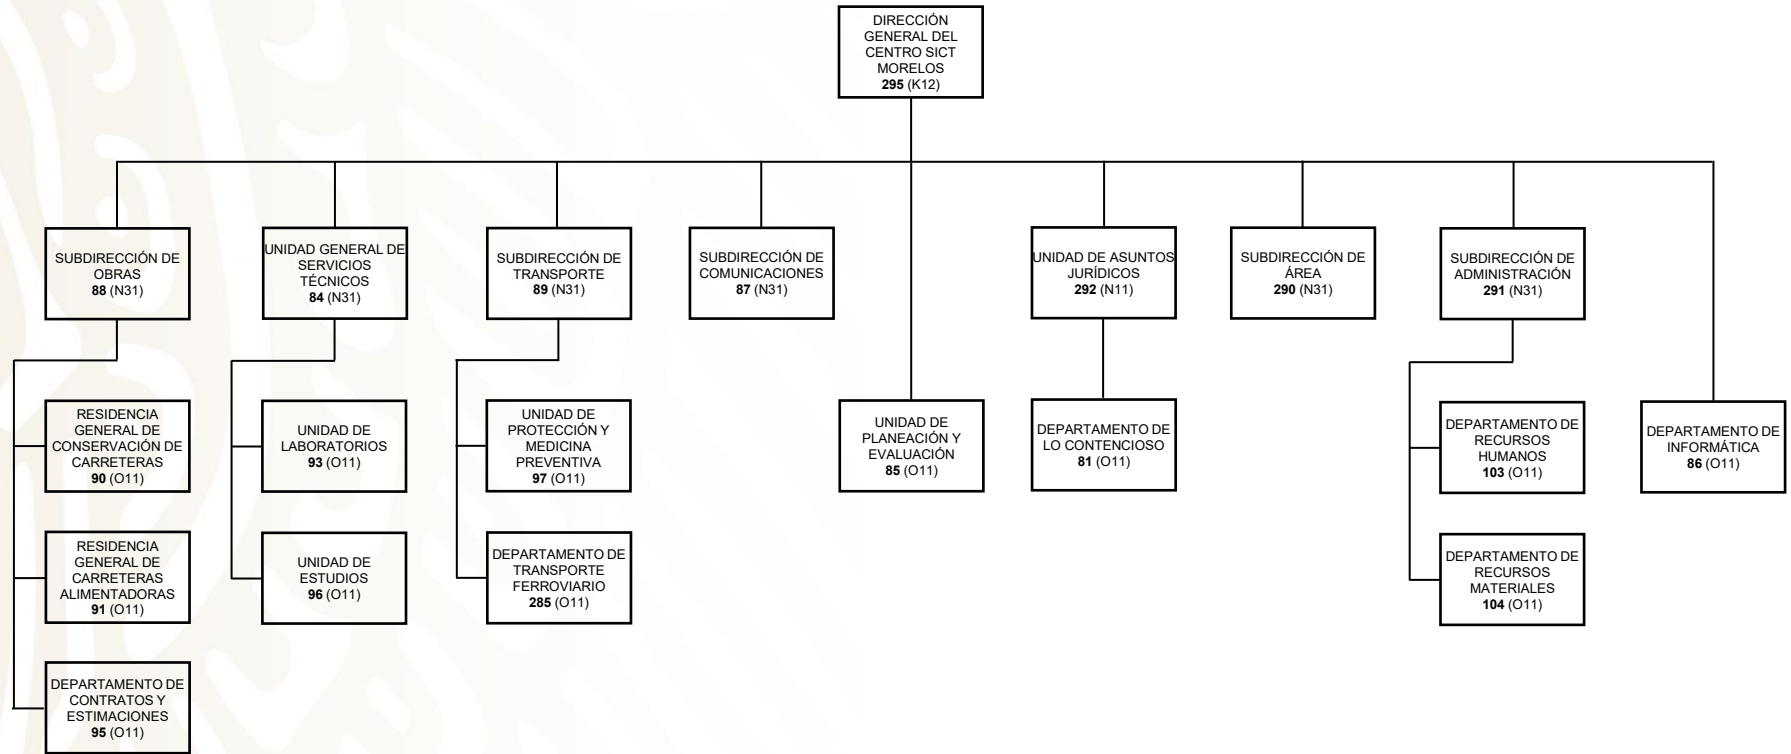 DIRECCIÓN
GENERAL DEL
CENTRO SICT
MORELOS
295 (K12)
SUBDIRECCIÓN DE
OBRAS
88 (N31)
UNIDAD GENERAL DE
SERVICIOS
TÉCNICOS
84 (N31)
SUBDIRECCIÓN DE
TRANSPORTE
89 (N31)
SUBDIRECCIÓN DE
COMUNICACIONES
87 (N31)
UNIDAD DE ASUNTOS
JURÍDICOS
292 (N11)
SUBDIRECCIÓN DE
ÁREA
290 (N31)
SUBDIRECCIÓN DE
ADMINISTRACIÓN
291 (N31)
RESIDENCIA
GENERAL DE
CONSERVACIÓN DE
CARRETERAS
90 (O11)
UNIDAD DE
LABORATORIOS
93 (O11)
UNIDAD DE
PROTECCIÓN Y
MEDICINA
PREVENTIVA
97 (O11)
UNIDAD DE
PLANEACIÓN Y
EVALUACIÓN
85 (O11)
DEPARTAMENTO DE
LO CONTENCIOSO
81 (O11)
DEPARTAMENTO DE
RECURSOS
HUMANOS
103 (O11)
DEPARTAMENTO DE
INFORMÁTICA
86 (O11)
RESIDENCIA
GENERAL DE
CARRETERAS
ALIMENTADORAS
91 (O11)
UNIDAD DE
ESTUDIOS
96 (O11)
DEPARTAMENTO DE
TRANSPORTE
FERROVIARIO
285 (O11)
DEPARTAMENTO DE
RECURSOS
MATERIALES
104 (O11)
DEPARTAMENTO DE
CONTRATOS Y
ESTIMACIONES
95 (O11)